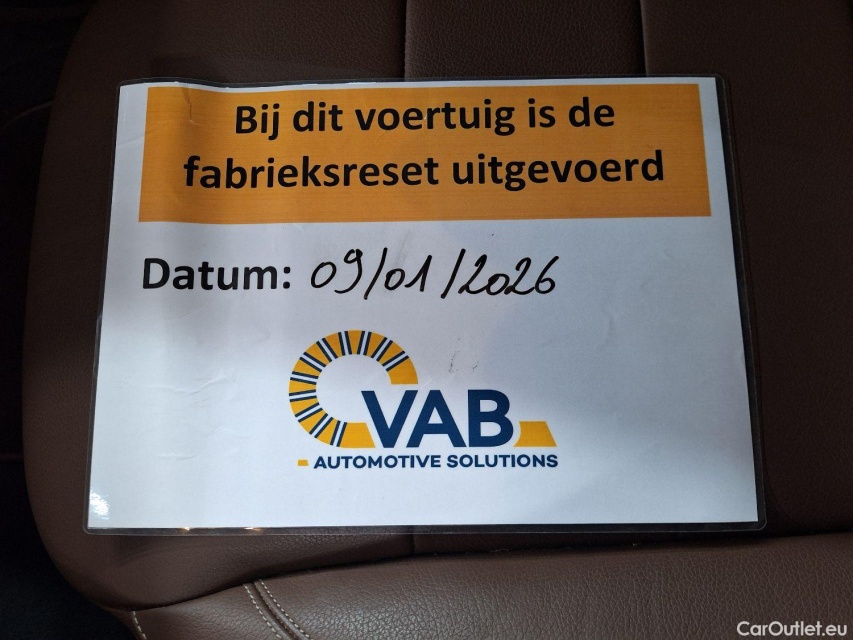 Bij dit voertuig is de
fabrieksreset uitgevoerd
Datum: 09/01/2026
VAB
AUTOMOTIVE SOLUTIONS
CarOutlet.eu